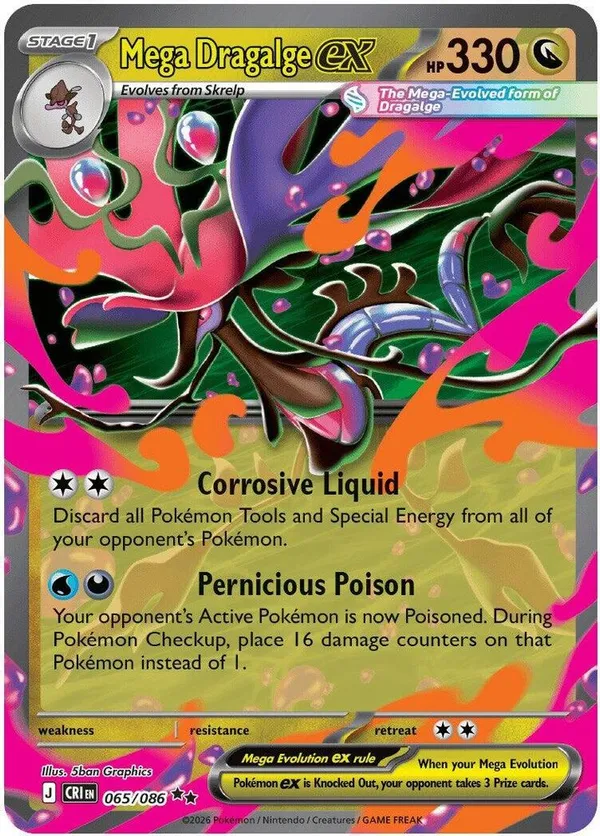 STAGE 1
Mega Dragalge ex
HP 330
Evolves from Skrelp
The Mega-Evolved form of
Dragalge
Corrosive Liquid
Discard all Pokémon Tools and Special Energy from all of
your opponent's Pokémon.
Pernicious Poison
Your opponent's Active Pokémon is now Poisoned. During
Pokémon Checkup, place 16 damage counters on that
Pokémon instead of 1.
weakness resistance retreat
Mega Evolution ex rule When your Mega Evolution
Pokémon ex is Knocked Out, your opponent takes 3 Prize cards.
Illus. 5ban Graphics
J CRI EN 065/086 ★★
©2026 Pokémon / Nintendo / Creatures / GAME FREAK